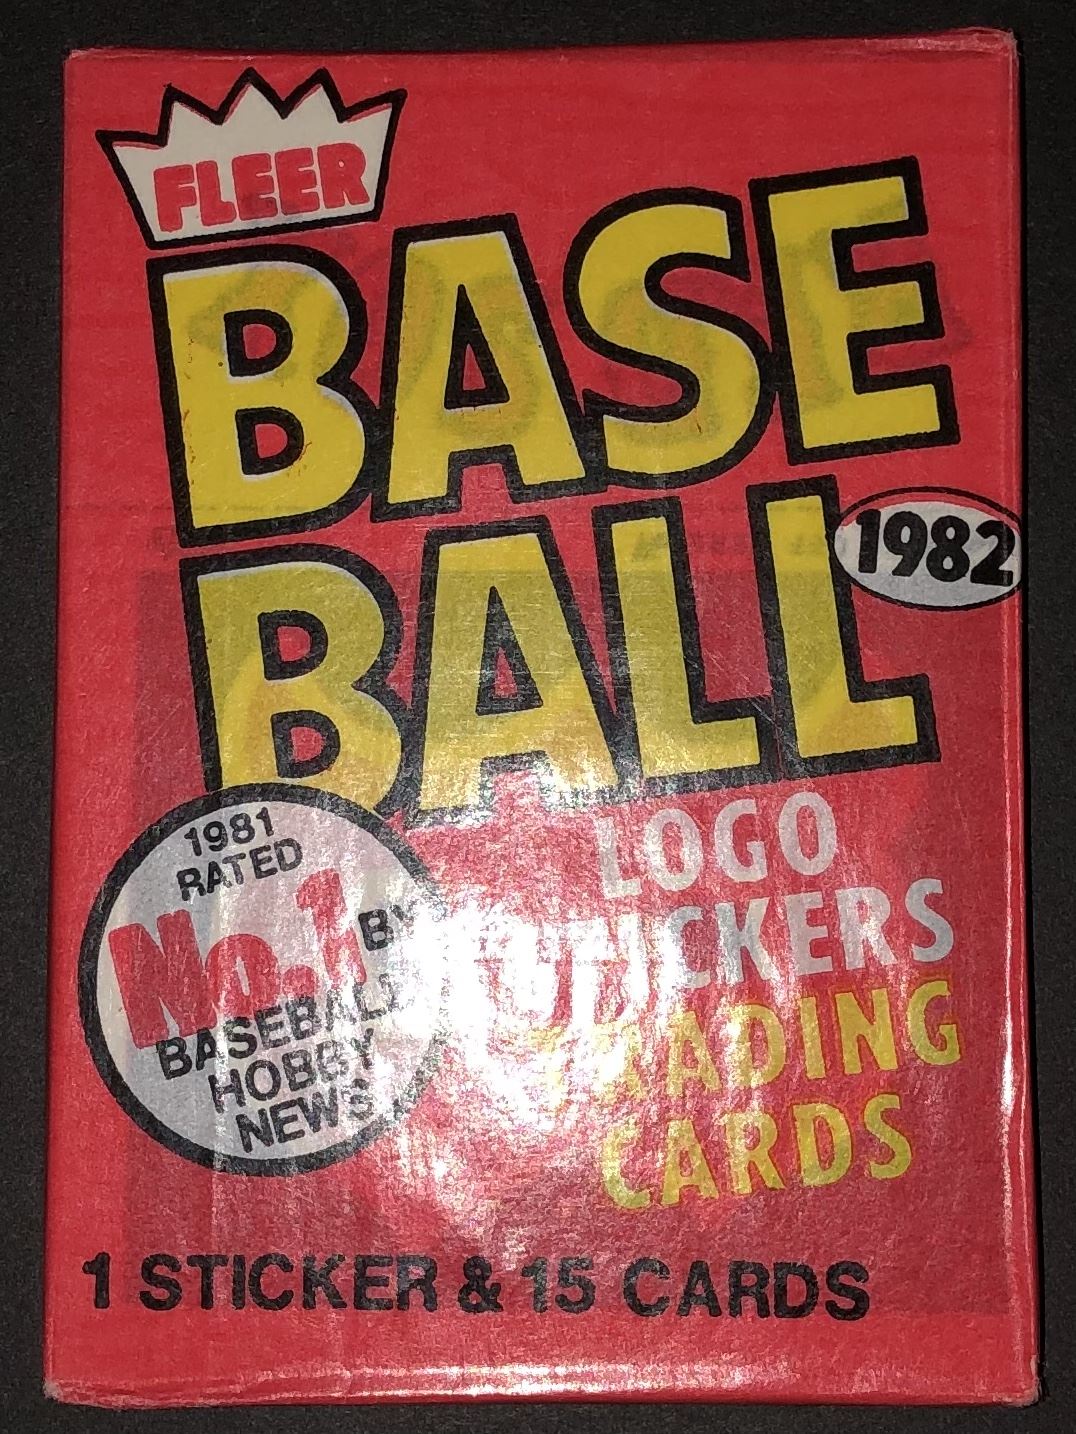 FLEER
BASE
BALL
1982
1981
RATED
No.1 BY
BASEBALL
HOBBY
NEWS
LOGO
STICKERS
TRADING
CARDS
1 STICKER & 15 CARDS